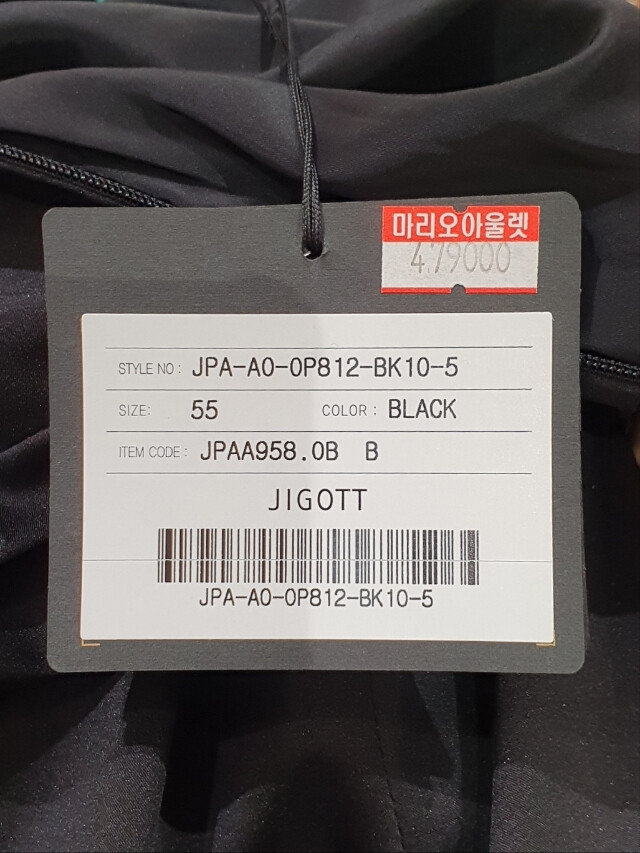 마리오아울렛
479000
STYLE NO : JPA-A0-0P812-BK10-5
SIZE: 55 COLOR : BLACK
ITEM CODE : JPAA958.0B B
JIGOTT
JPA-A0-0P812-BK10-5